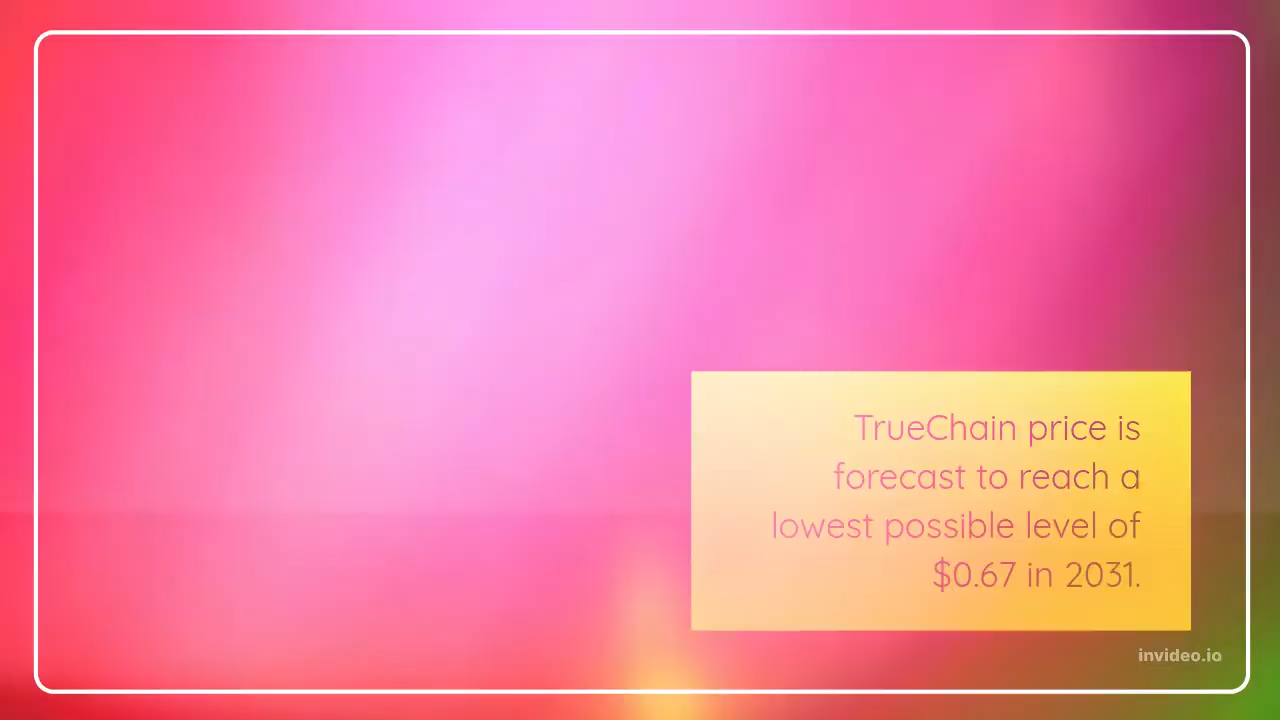 TrueChain price is
forecast to reach a
lowest possible level of
$0.67 in 2031.
invideo.io